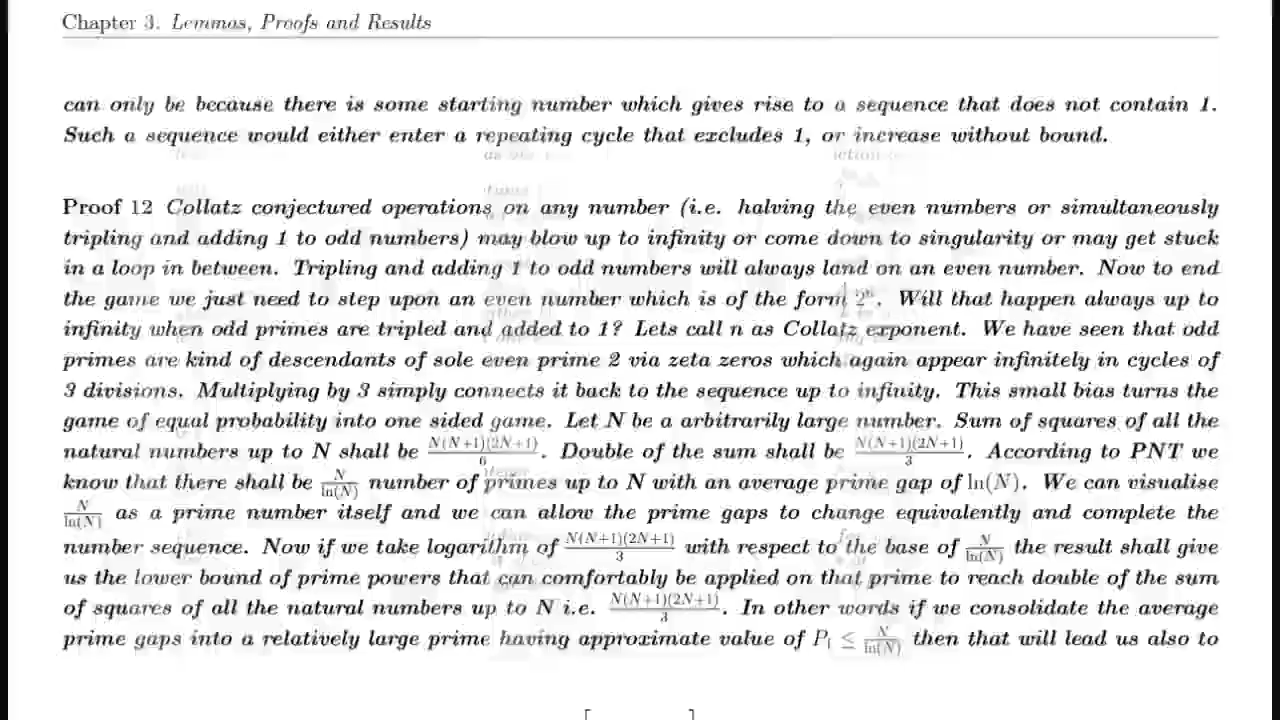 Chapter 3. Lemmas, Proofs and Results
can only be because there is some starting number which gives rise to a sequence that does not contain 1.
Such a sequence would either enter a repeating cycle that excludes 1, or increase without bound.
Proof 12 Collatz conjectured operations on any number (i.e. halving the even numbers or simultaneously
tripling and adding 1 to odd numbers) may blow up to infinity or come down to singularity or may get stuck
in a loop in between. Tripling and adding 1 to odd numbers will always land on an even number. Now to end
the game we just need to step upon an even number which is of the form 2ⁿ. Will that happen always up to
infinity when odd primes are tripled and added to 1? Lets call n as Collatz exponent. We have seen that odd
primes are kind of descendants of sole even prime 2 via zeta zeros which again appear infinitely in cycles of
3 divisions. Multiplying by 3 simply connects it back to the sequence up to infinity. This small bias turns the
game of equal probability into one sided game. Let N be a arbitrarily large number. Sum of squares of all the
natural numbers up to N shall be N(N+1)(2N+1)/6. Double of the sum shall be N(N+1)(2N+1)/3. According to PNT we
know that there shall be N/ln(N) number of primes up to N with an average prime gap of ln(N). We can visualise
N/ln(N) as a prime number itself and we can allow the prime gaps to change equivalently and complete the
number sequence. Now if we take logarithm of N(N+1)(2N+1)/3 with respect to the base of N/ln(N) the result shall give
us the lower bound of prime powers that can comfortably be applied on that prime to reach double of the sum
of squares of all the natural numbers up to N i.e. N(N+1)(2N+1)/3. In other words if we consolidate the average
prime gaps into a relatively large prime having approximate value of P₁ ≤ N/ln(N) then that will lead us also to